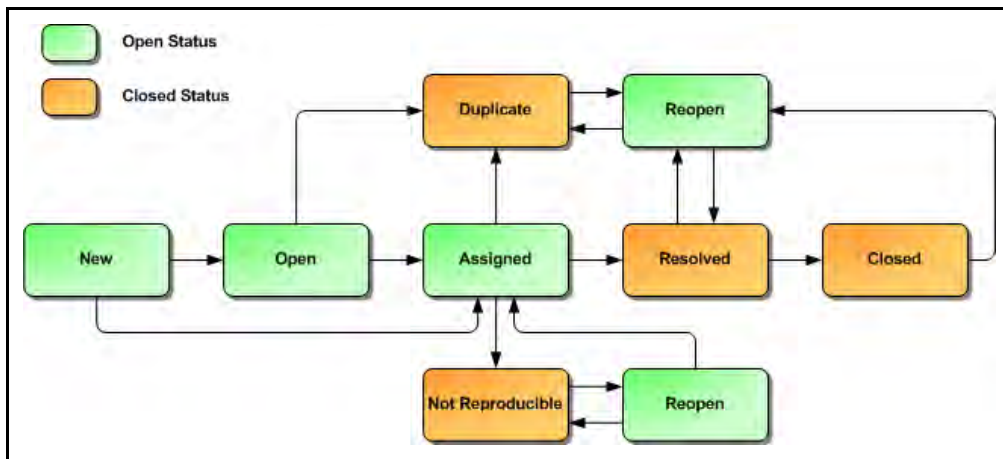 Open Status
Closed Status
Duplicate
Reopen
New
Open
Assigned
Resolved
Closed
Not Reproducible
Reopen